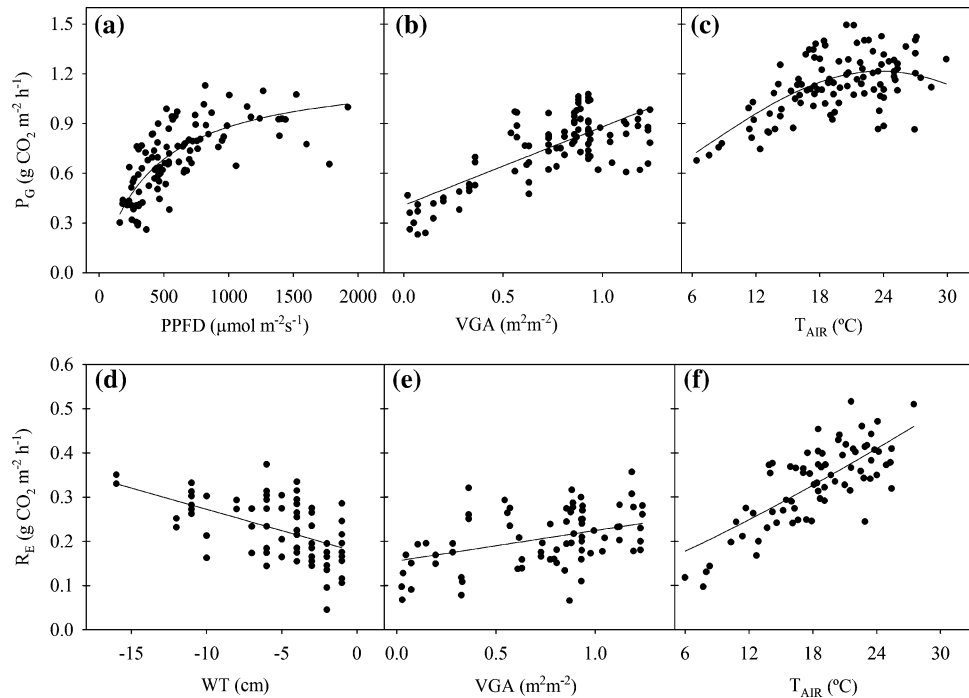 (a) (b) (c)
1.5
1.2
0.9
0.6
0.3
0.0
P_G (g CO₂ m⁻² h⁻¹)
0 500 1000 1500 2000 0.0 0.5 1.0 6 12 18 24 30
PPFD (µmol m⁻²s⁻¹) VGA (m²m⁻²) T_AIR (ºC)
(d) (e) (f)
0.6
0.5
0.4
0.3
0.2
0.1
0.0
R_E (g CO₂ m⁻² h⁻¹)
-15 -10 -5 0 0.0 0.5 1.0 6 12 18 24 30
WT (cm) VGA (m²m⁻²) T_AIR (ºC)